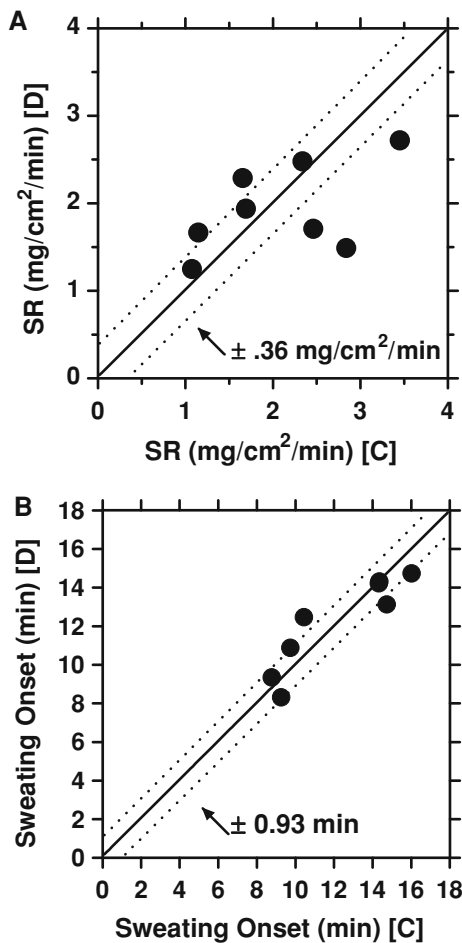 A
4
3
2
1
0
SR (mg/cm²/min) [D]
± .36 mg/cm²/min
0 1 2 3 4
SR (mg/cm²/min) [C]
B
18
16
14
12
10
8
6
4
2
0
Sweating Onset (min) [D]
± 0.93 min
0 2 4 6 8 10 12 14 16 18
Sweating Onset (min) [C]